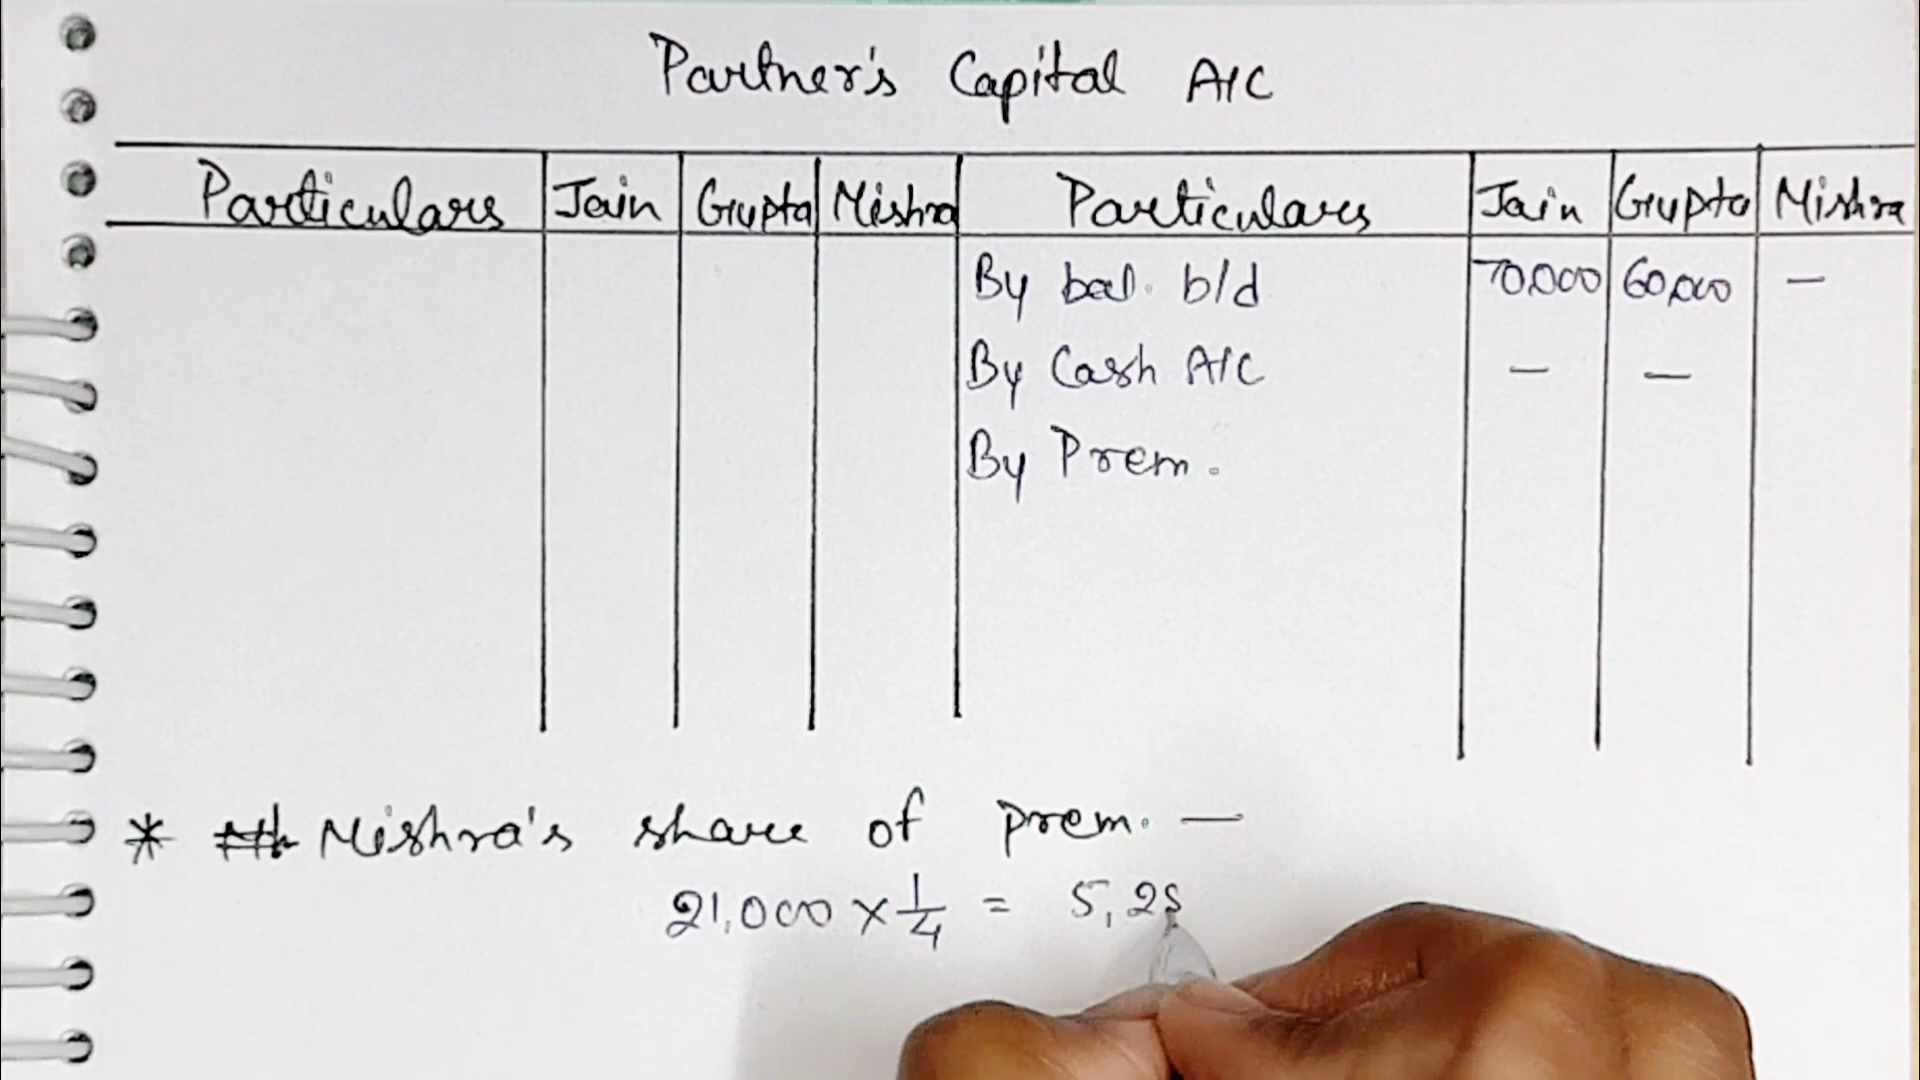 Partner's Capital A/C
Particulars Jain Gupta Mishra Particulars Jain Gupta Mishra
By bal. b/d 70,000 60,000 —
By Cash A/C — —
By Prem.
* Mishra's share of prem. —
21,000 × 1/4 = 5,25